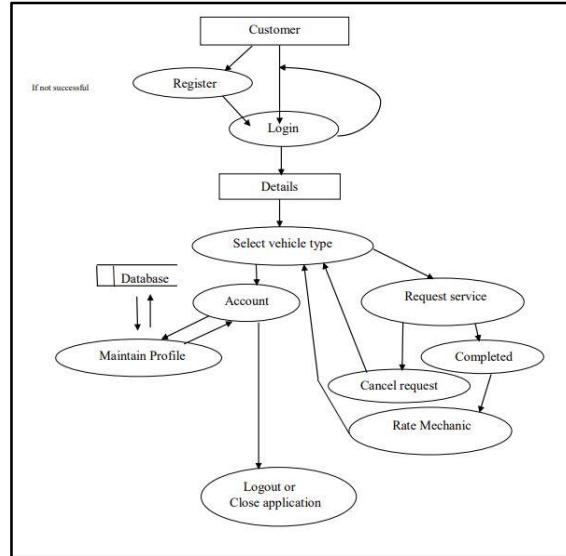 Customer
Register
If not successful
Login
Details
Select vehicle type
Database
Account
Request service
Maintain Profile
Completed
Cancel request
Rate Mechanic
Logout or
Close application